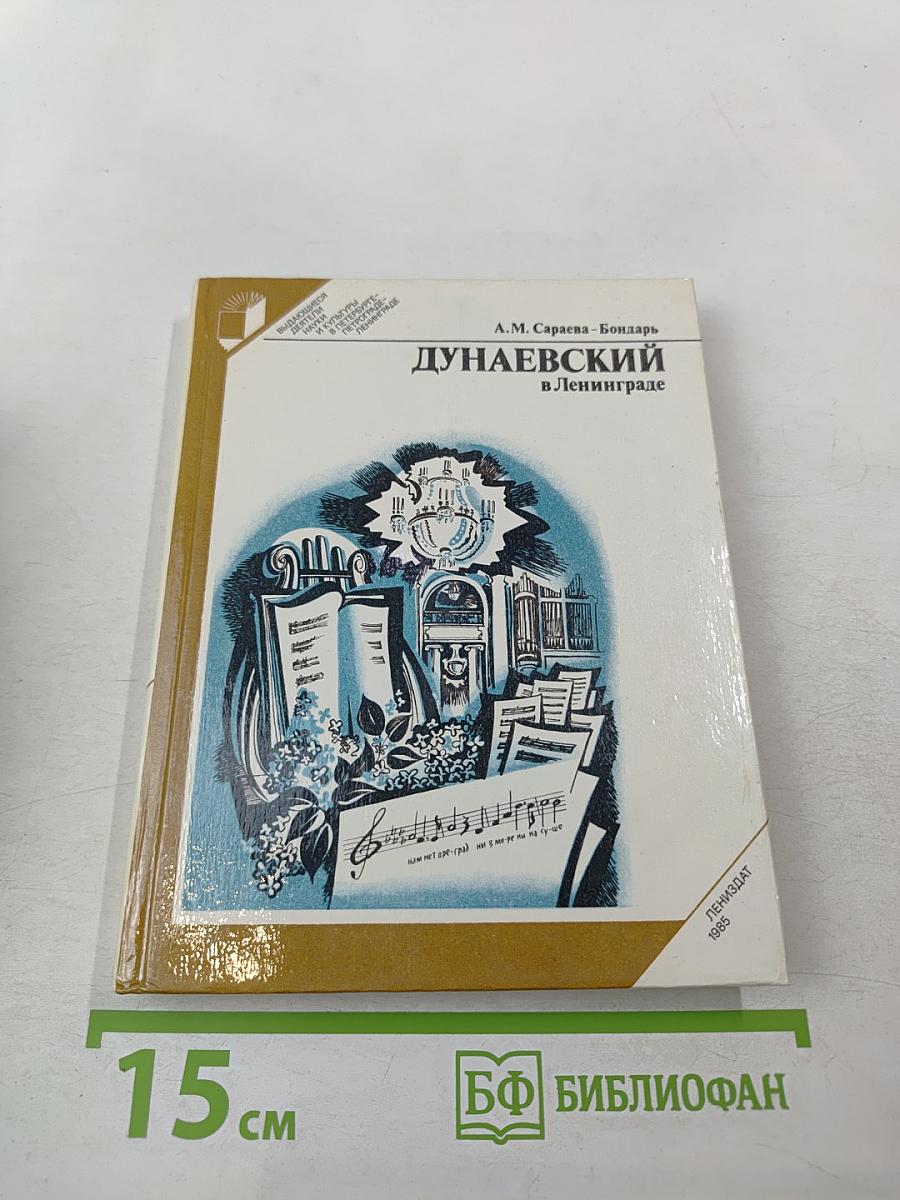 ВЫДАЮЩИЕСЯ
ДЕЯТЕЛИ
НАУКИ
И КУЛЬТУРЫ
В ПЕТЕРБУРГЕ-
ПЕТРОГРАДЕ-
ЛЕНИНГРАДЕ
А. М. Сараева-Бондарь
ДУНАЕВСКИЙ
в Ленинграде
нам нет пре-град ни в мо-ре ни на су-ше
ЛЕНИЗДАТ
1985
15 см
БФ БИБЛИОФАН